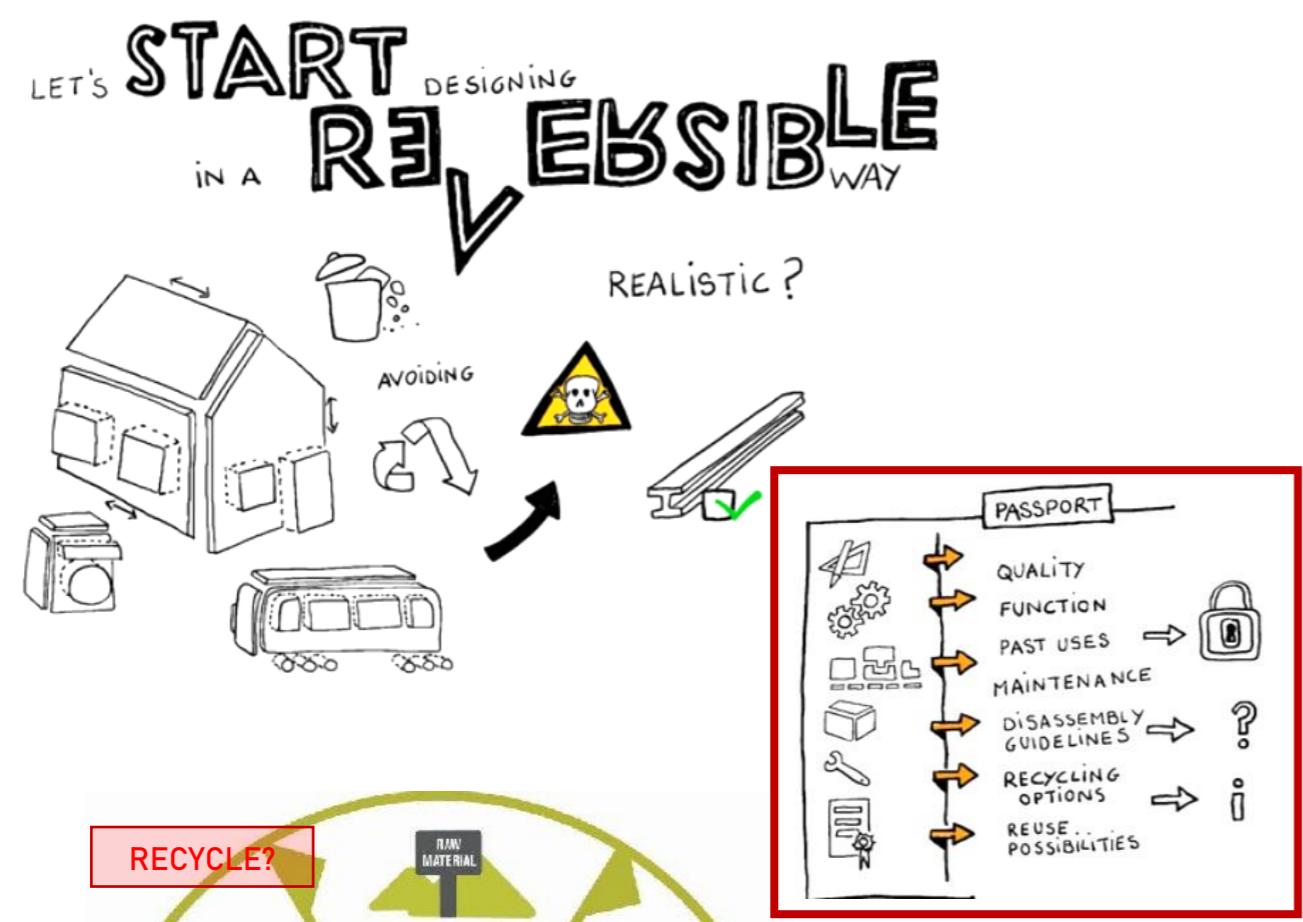 LET'S START DESIGNING
IN A REVERSIBLE WAY
REALISTIC?
AVOIDING
PASSPORT
QUALITY
FUNCTION
PAST USES
MAINTENANCE
DISASSEMBLY
GUIDELINES
?
RECYCLING
OPTIONS
i
REUSE..
POSSIBILITIES
RECYCLE?
RAW
MATERIAL